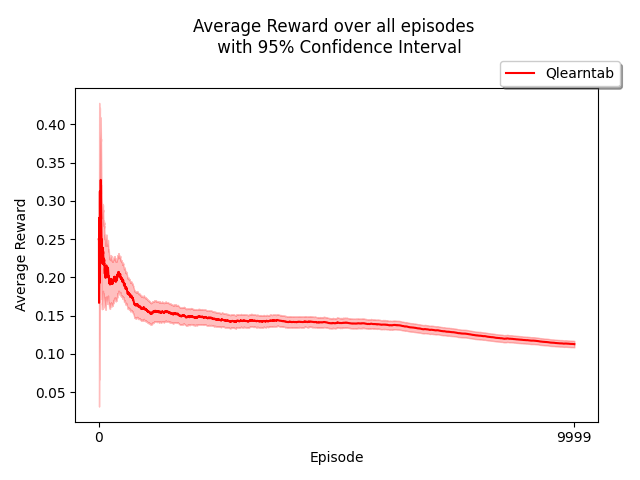 Average Reward over all episodes
with 95% Confidence Interval
Qlearntab
0.40
0.35
0.30
0.25
0.20
0.15
0.10
0.05
Average Reward
0
9999
Episode